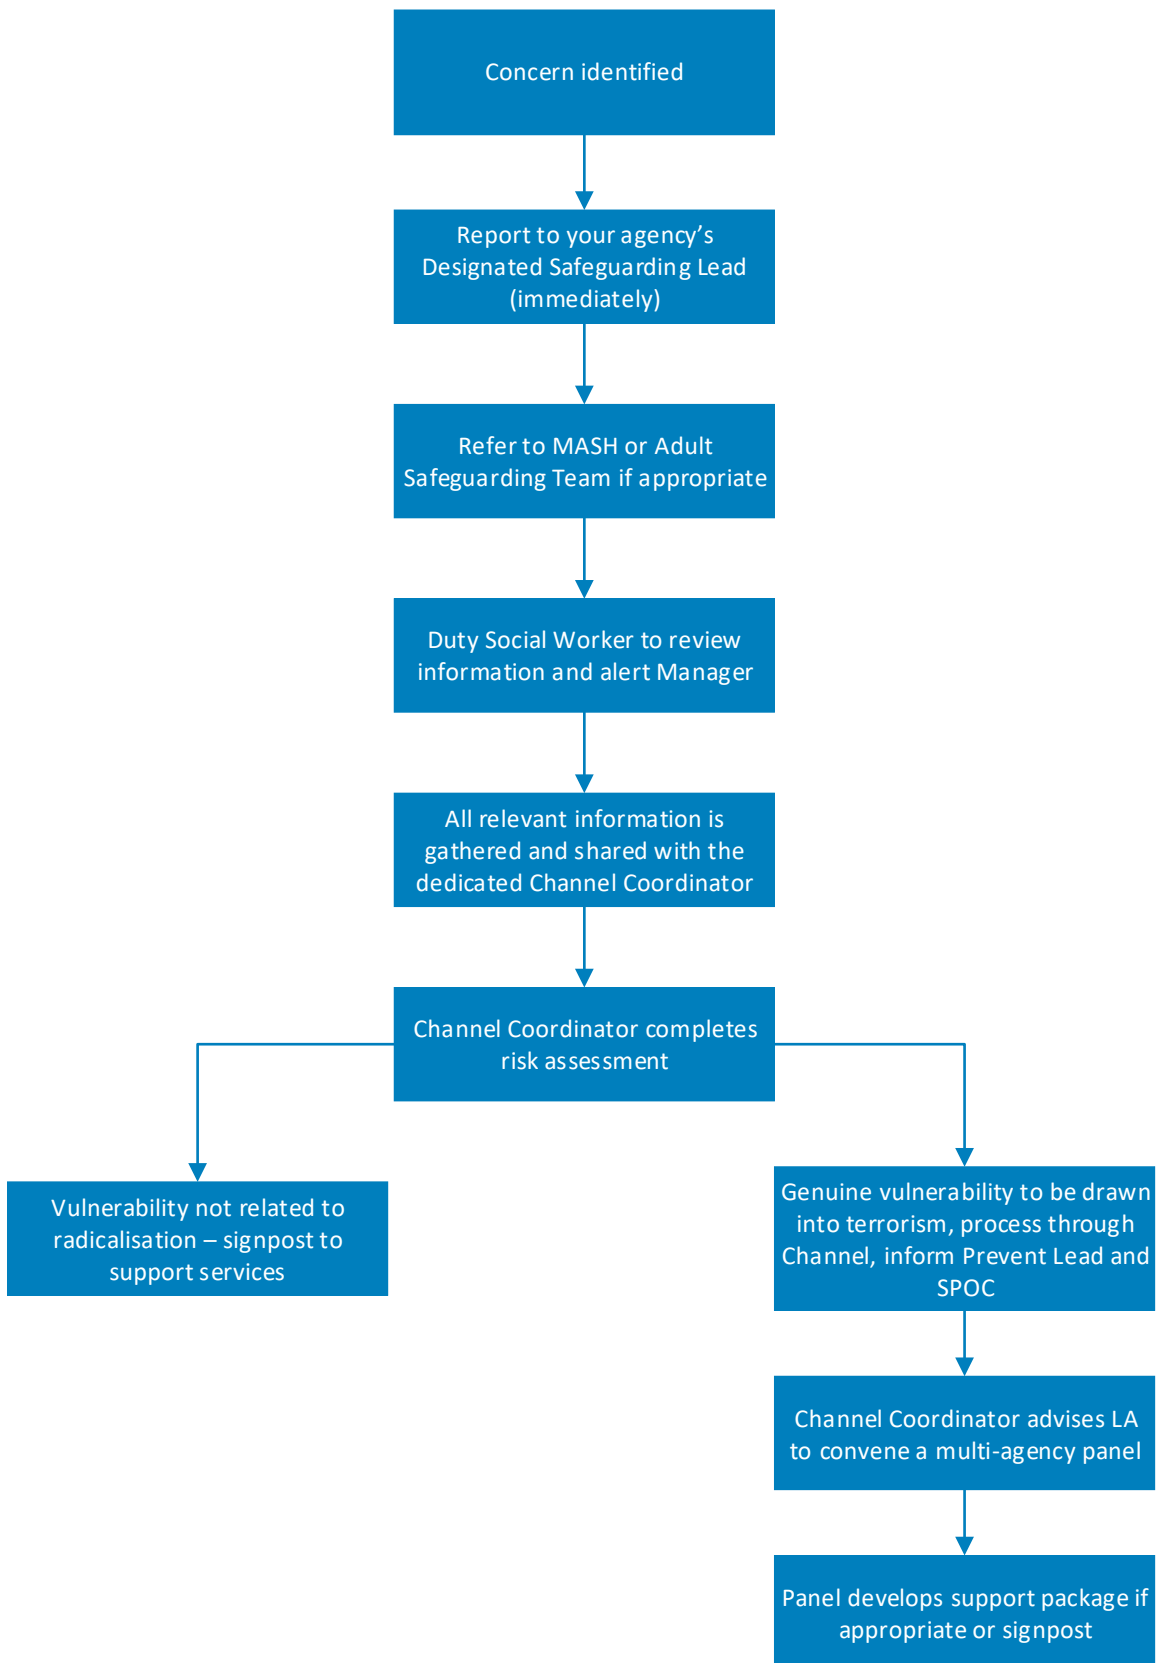 Concern identified
Report to your agency’s
Designated Safeguarding Lead
(immediately)
Refer to MASH or Adult
Safeguarding Team if appropriate
Duty Social Worker to review
information and alert Manager
All relevant information is
gathered and shared with the
dedicated Channel Coordinator
Channel Coordinator completes
risk assessment
Vulnerability not related to
radicalisation – signpost to
support services
Genuine vulnerability to be drawn
into terrorism, process through
Channel, inform Prevent Lead and
SPOC
Channel Coordinator advises LA
to convene a multi-agency panel
Panel develops support package if
appropriate or signpost